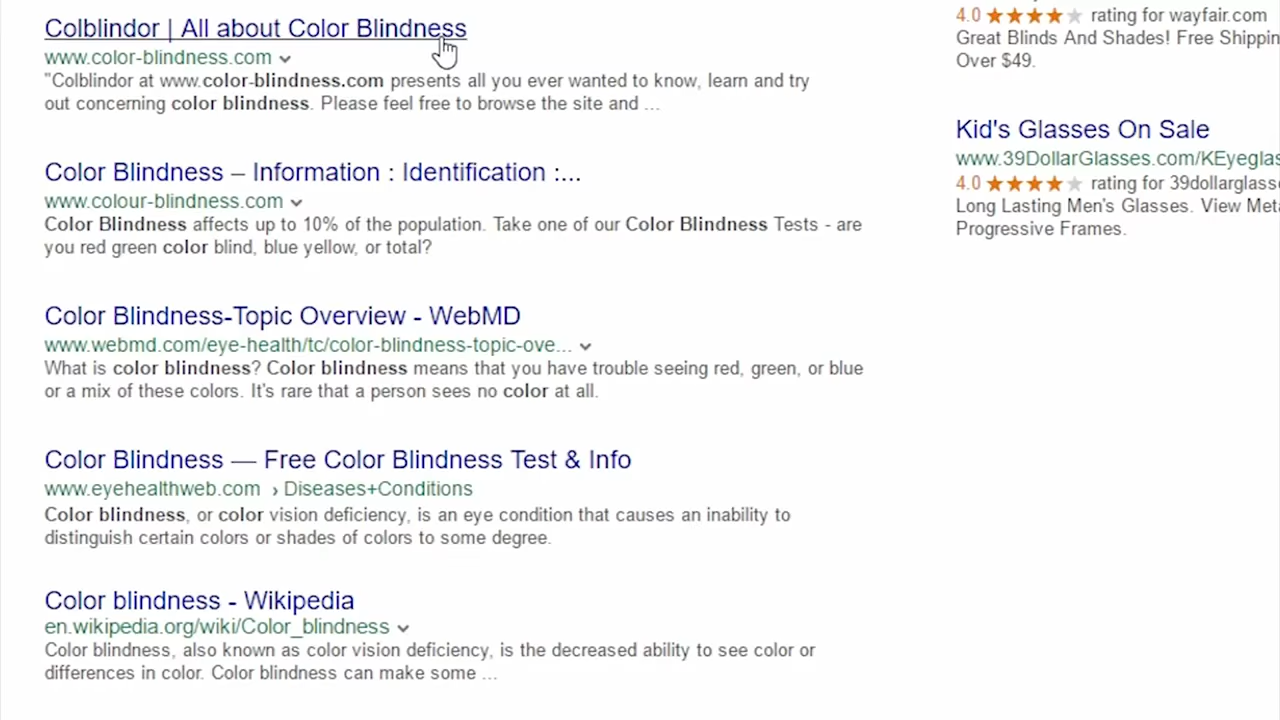 Colblindor | All about Color Blindness
www.color-blindness.com
"Colblindor at www.color-blindness.com presents all you ever wanted to know, learn and try
out concerning color blindness. Please feel free to browse the site and ...
Color Blindness – Information : Identification :...
www.colour-blindness.com
Color Blindness affects up to 10% of the population. Take one of our Color Blindness Tests - are
you red green color blind, blue yellow, or total?
Color Blindness-Topic Overview - WebMD
www.webmd.com/eye-health/tc/color-blindness-topic-ove...
What is color blindness? Color blindness means that you have trouble seeing red, green, or blue
or a mix of these colors. It's rare that a person sees no color at all.
Color Blindness — Free Color Blindness Test & Info
www.eyehealthweb.com › Diseases+Conditions
Color blindness, or color vision deficiency, is an eye condition that causes an inability to
distinguish certain colors or shades of colors to some degree.
Color blindness - Wikipedia
en.wikipedia.org/wiki/Color_blindness
Color blindness, also known as color vision deficiency, is the decreased ability to see color or
differences in color. Color blindness can make some ...
4.0 rating for wayfair.com
Great Blinds And Shades! Free Shippin
Over $49.
Kid's Glasses On Sale
www.39DollarGlasses.com/KEyeglas
4.0 rating for 39dollarglasse
Long Lasting Men's Glasses. View Meta
Progressive Frames.